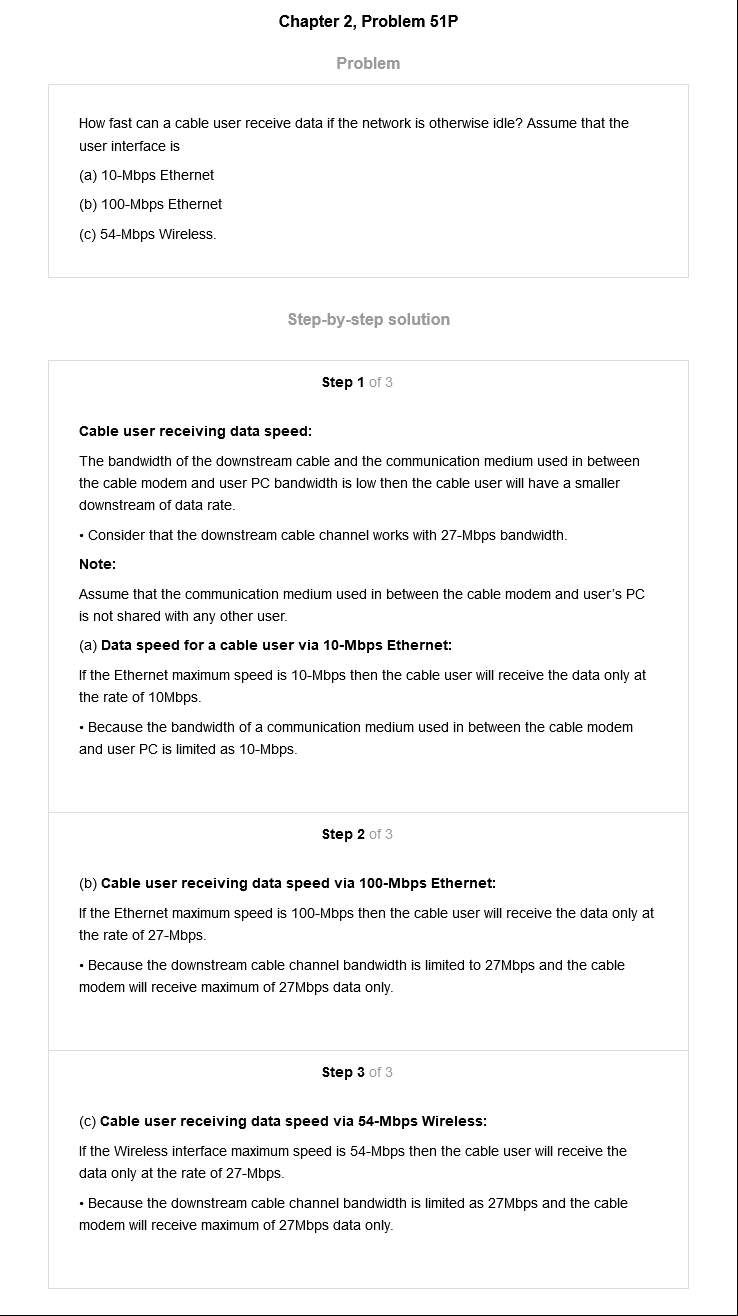 Chapter 2, Problem 51P
Problem
How fast can a cable user receive data if the network is otherwise idle? Assume that the
user interface is
(a) 10-Mbps Ethernet
(b) 100-Mbps Ethernet
(c) 54-Mbps Wireless.
Step-by-step solution
Step 1 of 3
Cable user receiving data speed:
The bandwidth of the downstream cable and the communication medium used in between
the cable modem and user PC bandwidth is low then the cable user will have a smaller
downstream of data rate.
• Consider that the downstream cable channel works with 27-Mbps bandwidth.
Note:
Assume that the communication medium used in between the cable modem and user’s PC
is not shared with any other user.
(a) Data speed for a cable user via 10-Mbps Ethernet:
If the Ethernet maximum speed is 10-Mbps then the cable user will receive the data only at
the rate of 10Mbps.
• Because the bandwidth of a communication medium used in between the cable modem
and user PC is limited as 10-Mbps.
Step 2 of 3
(b) Cable user receiving data speed via 100-Mbps Ethernet:
If the Ethernet maximum speed is 100-Mbps then the cable user will receive the data only at
the rate of 27-Mbps.
• Because the downstream cable channel bandwidth is limited to 27Mbps and the cable
modem will receive maximum of 27Mbps data only.
Step 3 of 3
(c) Cable user receiving data speed via 54-Mbps Wireless:
If the Wireless interface maximum speed is 54-Mbps then the cable user will receive the
data only at the rate of 27-Mbps.
• Because the downstream cable channel bandwidth is limited as 27Mbps and the cable
modem will receive maximum of 27Mbps data only.